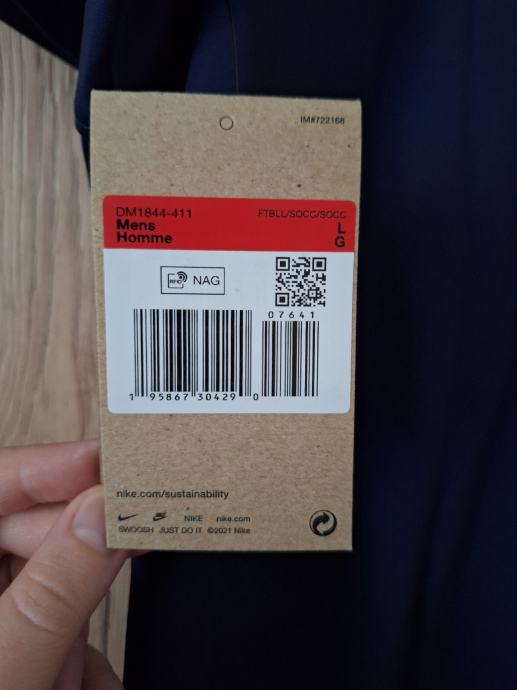 IM#722168
DM1844-411 FTBLL/SOCC/SOCC
Mens L
Homme G
RFID NAG
07641
1 95867 30429 0
nike.com/sustainability
NIKE nike.com
SWOOSH JUST DO IT ©2021 Nike